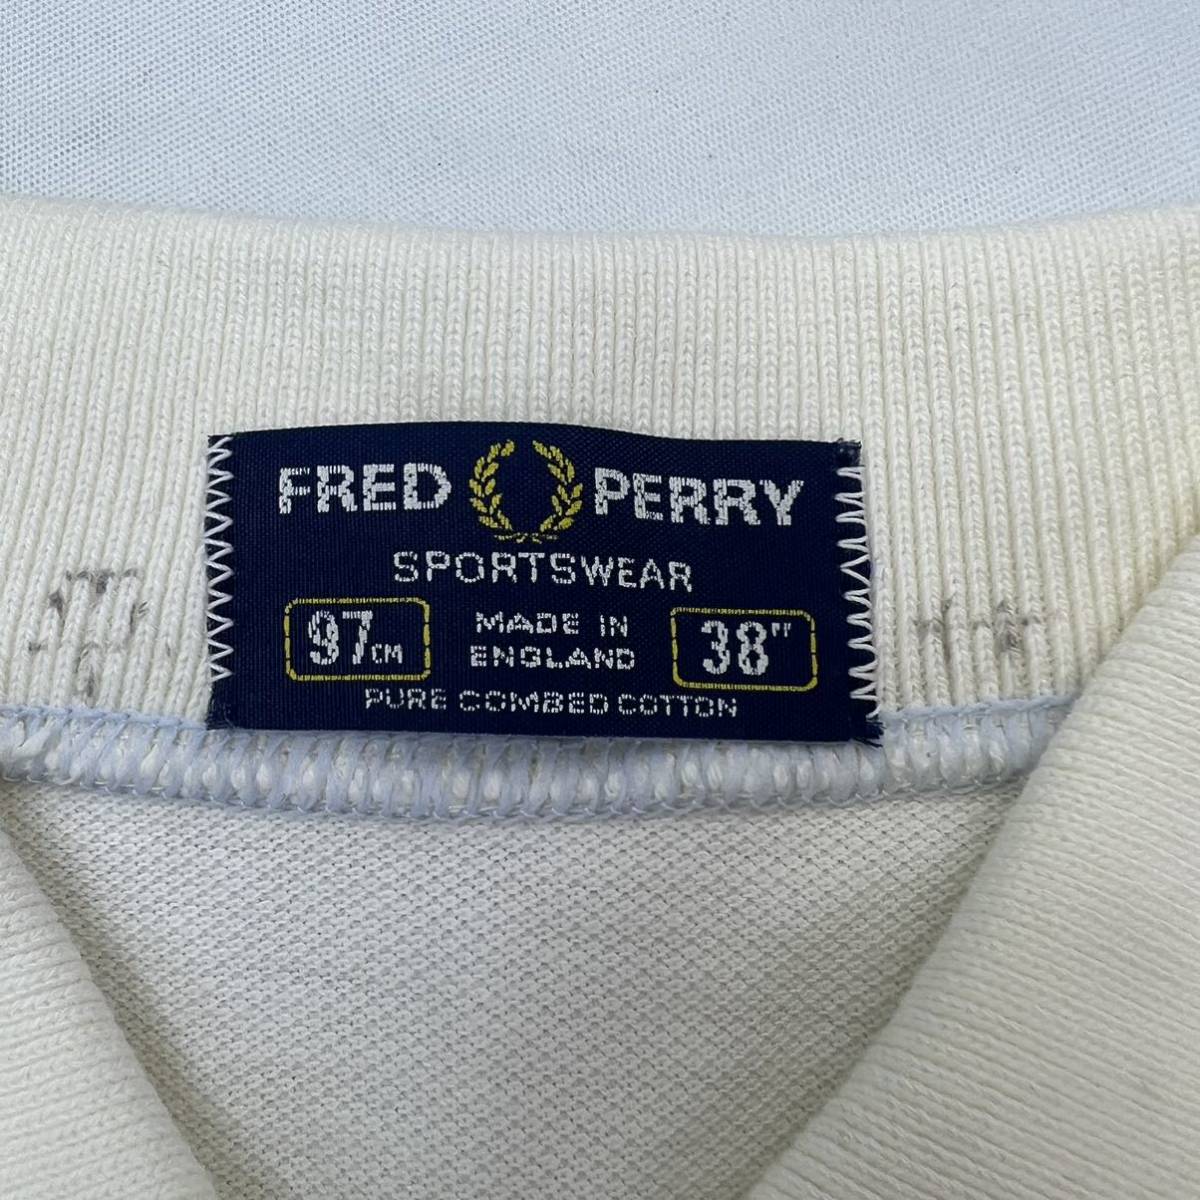 FRED PERRY
SPORTSWEAR
97CM MADE IN ENGLAND 38"
PURE COMBED COTTON